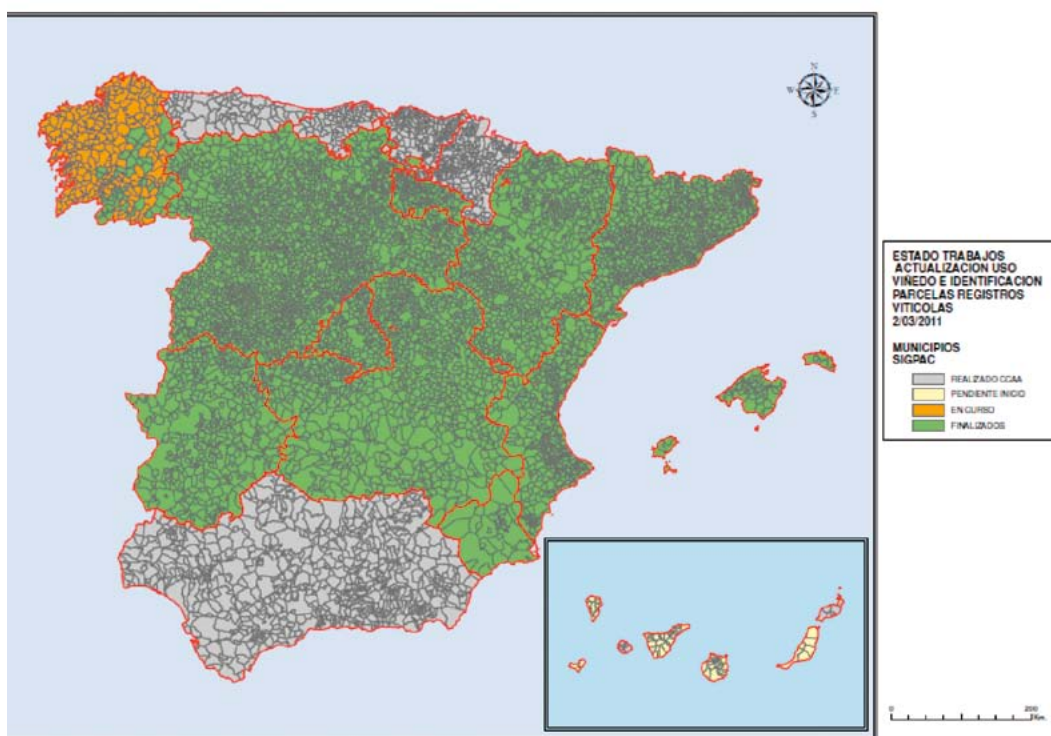 N
W E
S
ESTADO TRABAJOS
ACTUALIZACION USO
VIÑEDO E IDENTIFICACION
PARCELAS REGISTROS
VITICOLAS
2/03/2011
MUNICIPIOS
SIGPAC
REALIZADO CCAA
PENDIENTE INICIO
EN CURSO
FINALIZADOS
0 200
Km.